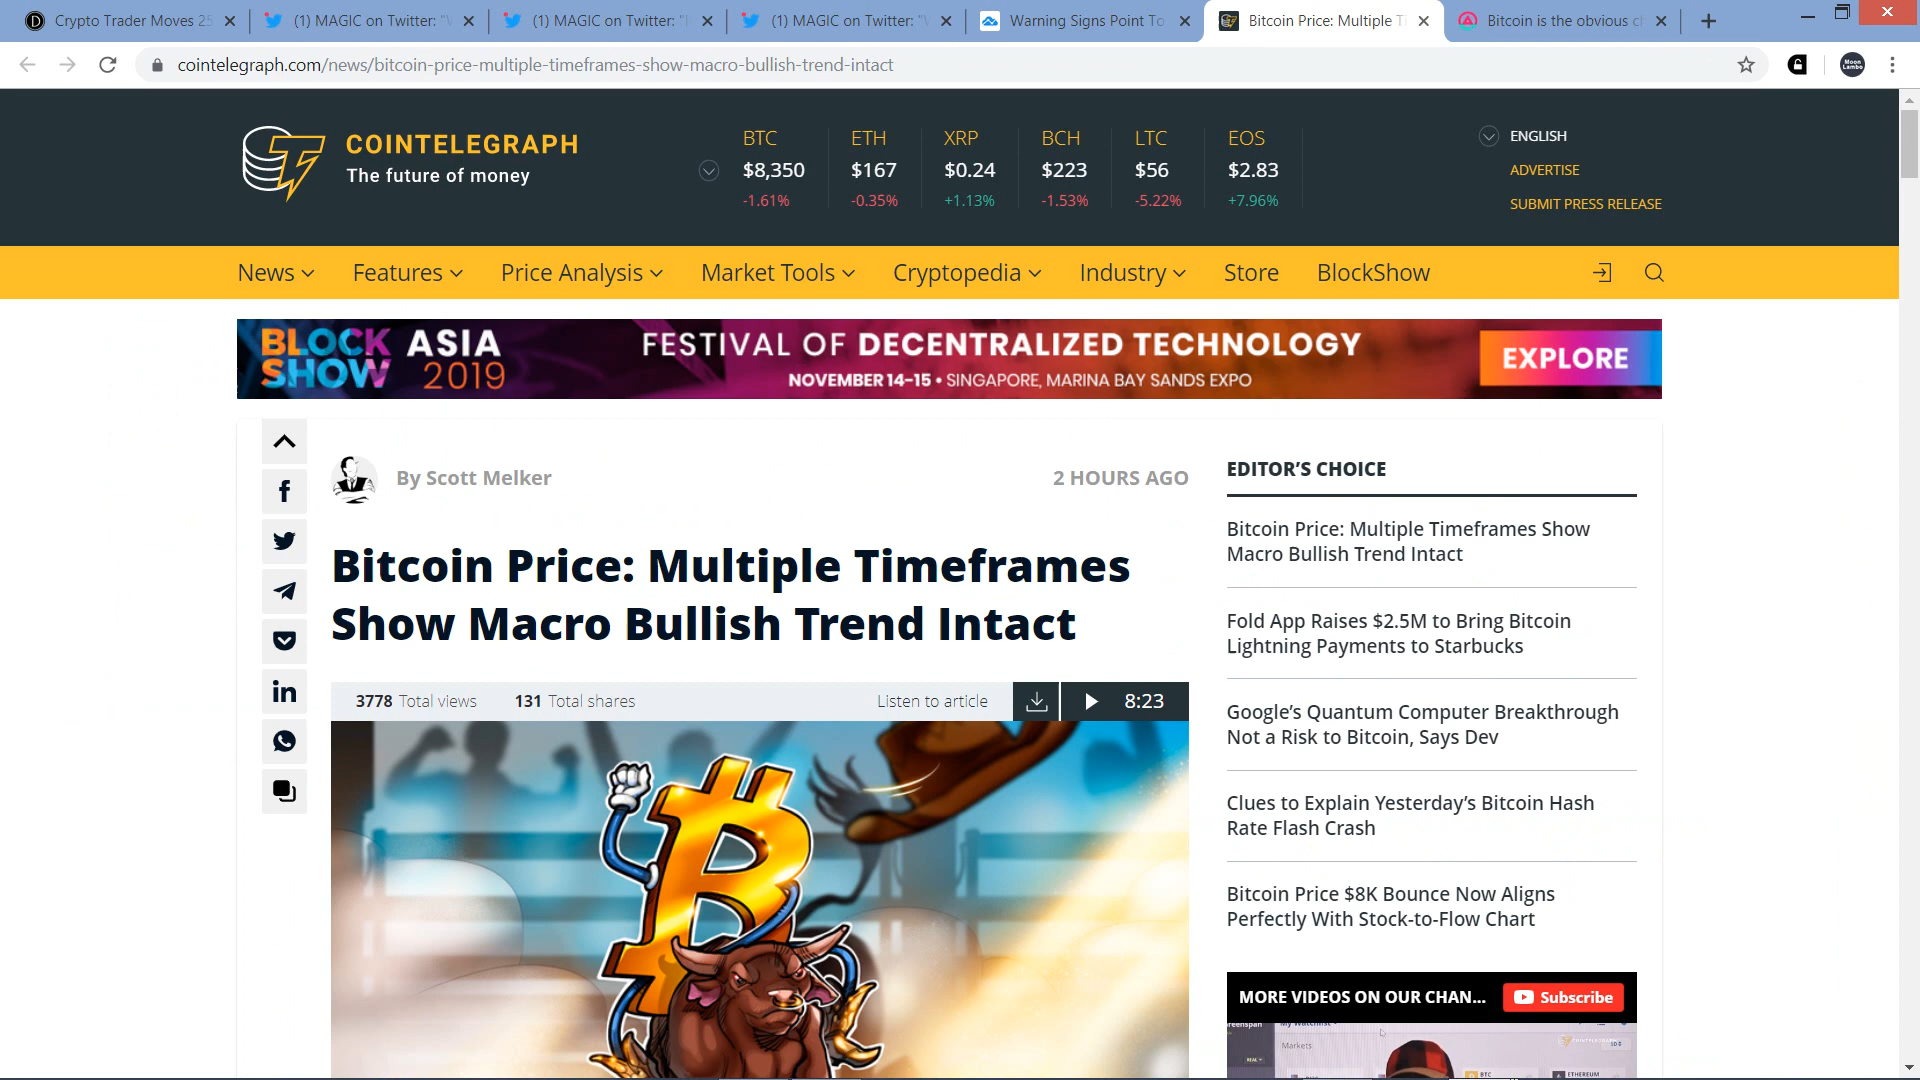 Crypto Trader Moves 25
(1) MAGIC on Twitter: "
(1) MAGIC on Twitter: "
(1) MAGIC on Twitter: "
Warning Signs Point To
Bitcoin Price: Multiple Ti
Bitcoin is the obvious c
cointelegraph.com/news/bitcoin-price-multiple-timeframes-show-macro-bullish-trend-intact
COINTELEGRAPH
The future of money
BTC ETH XRP BCH LTC EOS
$8,350 $167 $0.24 $223 $56 $2.83
-1.61% -0.35% +1.13% -1.53% -5.22% +7.96%
ENGLISH
ADVERTISE
SUBMIT PRESS RELEASE
News Features Price Analysis Market Tools Cryptopedia Industry Store BlockShow
BLOCK SHOW ASIA 2019
FESTIVAL OF DECENTRALIZED TECHNOLOGY
NOVEMBER 14-15 • SINGAPORE, MARINA BAY SANDS EXPO
EXPLORE
By Scott Melker
2 HOURS AGO
Bitcoin Price: Multiple Timeframes
Show Macro Bullish Trend Intact
3778 Total views 131 Total shares Listen to article 8:23
EDITOR'S CHOICE
Bitcoin Price: Multiple Timeframes Show
Macro Bullish Trend Intact
Fold App Raises $2.5M to Bring Bitcoin
Lightning Payments to Starbucks
Google's Quantum Computer Breakthrough
Not a Risk to Bitcoin, Says Dev
Clues to Explain Yesterday's Bitcoin Hash
Rate Flash Crash
Bitcoin Price $8K Bounce Now Aligns
Perfectly With Stock-to-Flow Chart
MORE VIDEOS ON OUR CHAN...
Subscribe
Markets
BTC
ETHEREUM